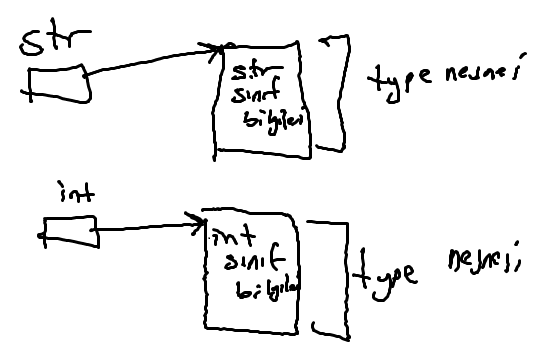 str
str
sınıf
bilgileri
type nesnesi
int
int
sınıf
bilgileri
type nesnesi